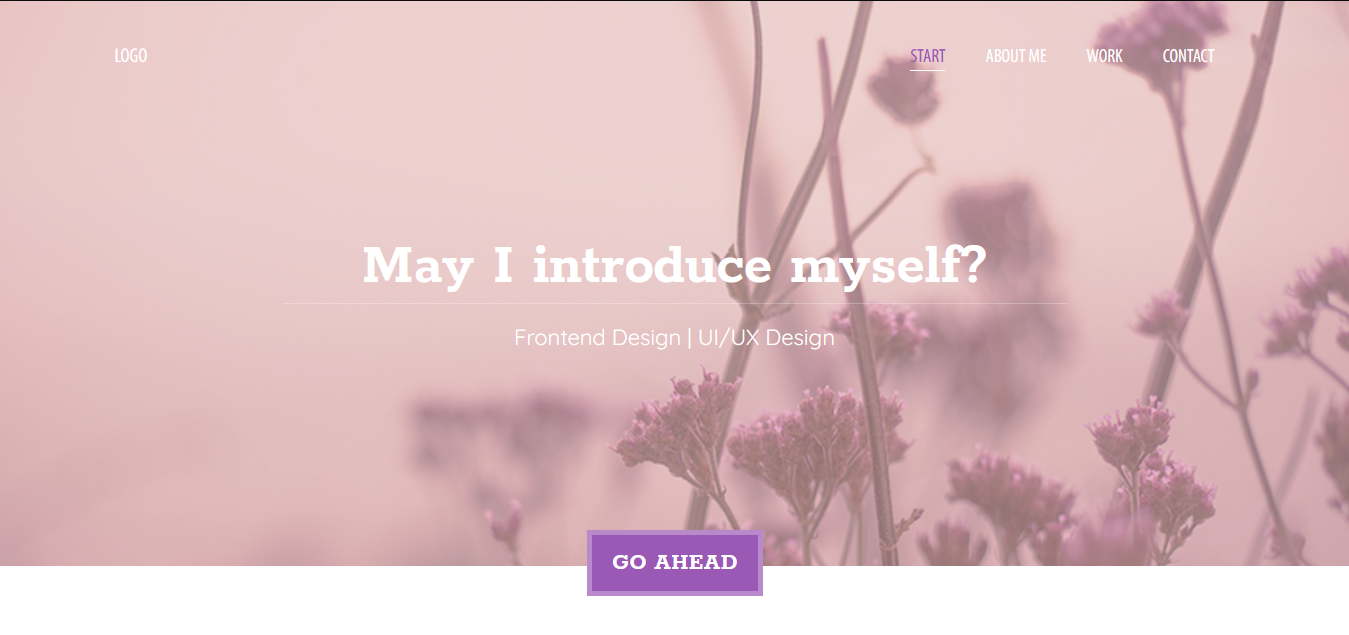 LOGO START ABOUT ME WORK CONTACT
May I introduce myself?
Frontend Design | UI/UX Design
GO AHEAD